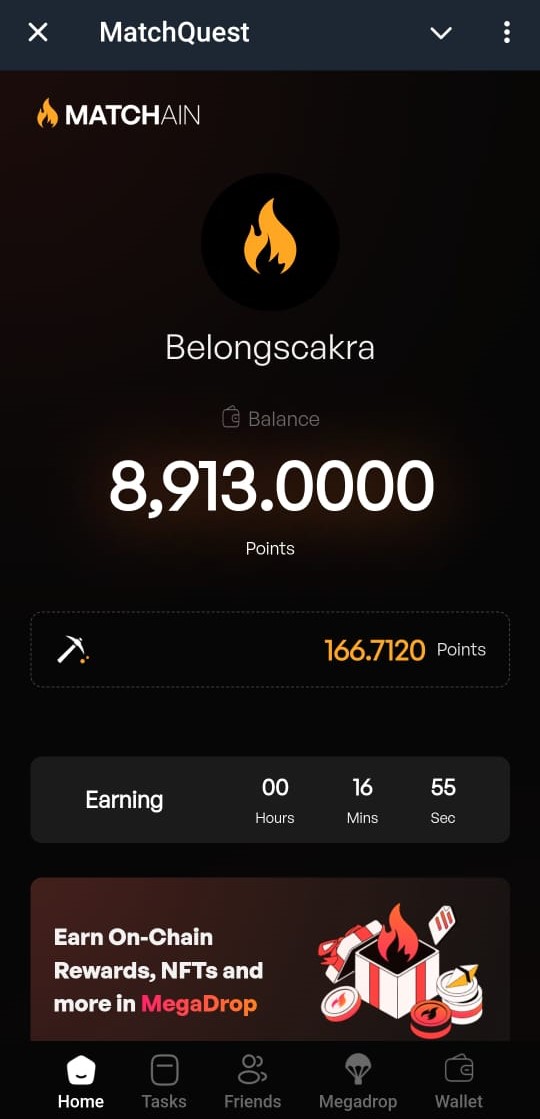 MatchQuest
MATCHAIN
Belongscakra
Balance
8,913.0000
Points
166.7120 Points
Earning 00 16 55
Hours Mins Sec
Earn On-Chain
Rewards, NFTs and
more in MegaDrop
Home Tasks Friends Megadrop Wallet